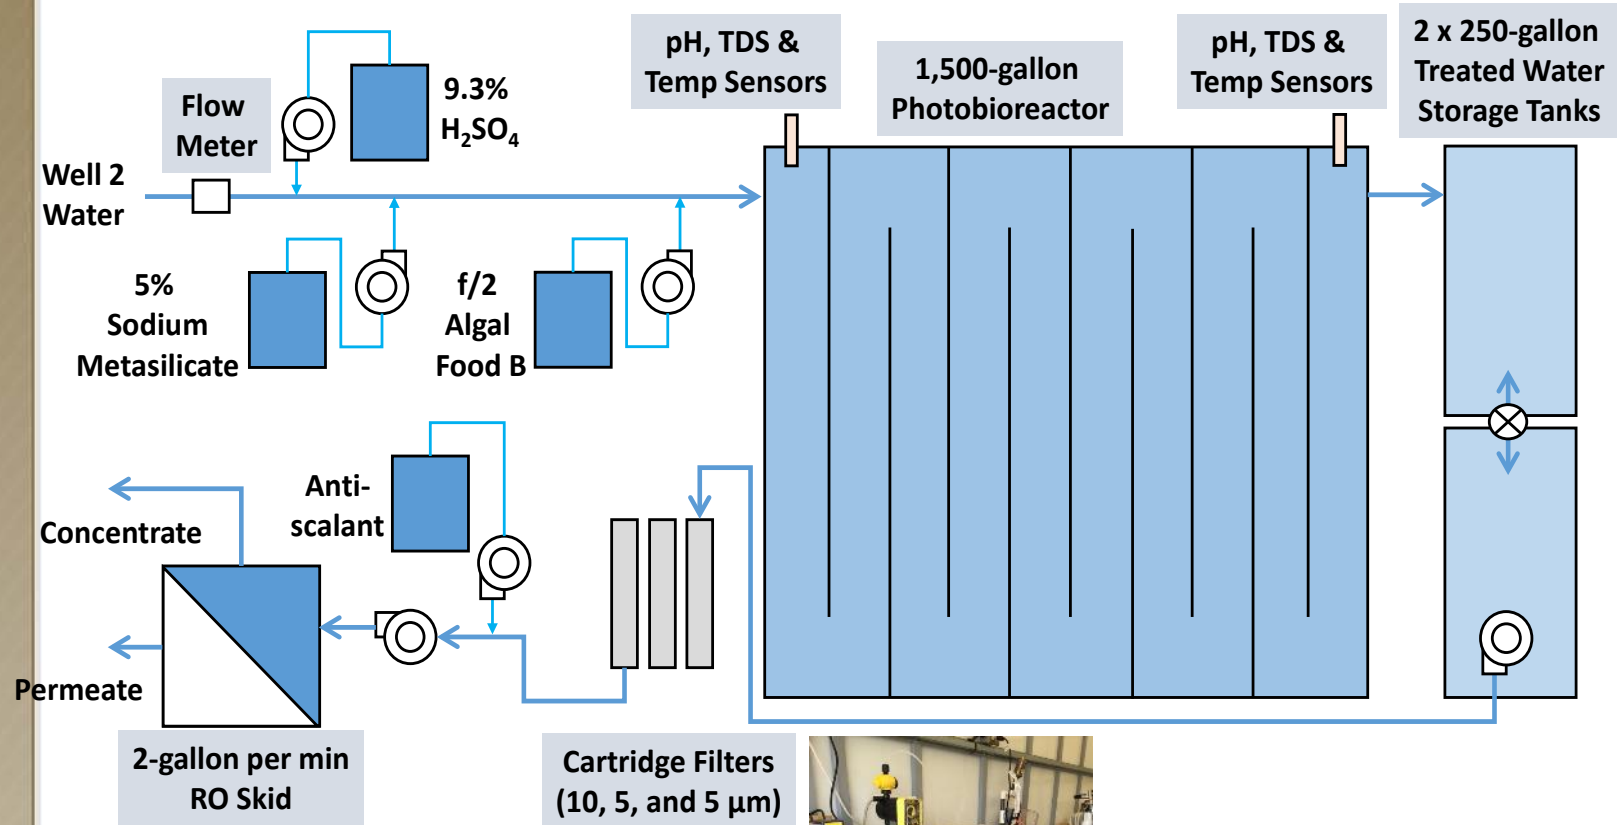 Flow
Meter
9.3%
H₂SO₄
pH, TDS &
Temp Sensors
1,500-gallon
Photobioreactor
pH, TDS &
Temp Sensors
2 x 250-gallon
Treated Water
Storage Tanks
Well 2
Water
5%
Sodium
Metasilicate
f/2
Algal
Food B
Anti-
scalant
Concentrate
Permeate
2-gallon per min
RO Skid
Cartridge Filters
(10, 5, and 5 µm)